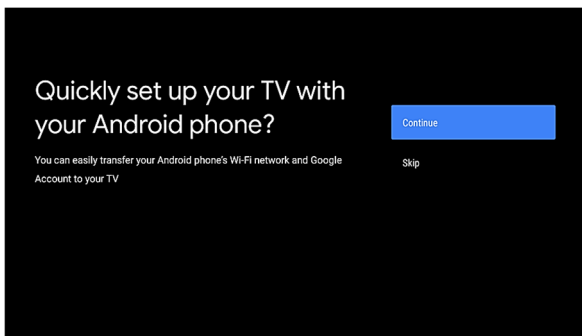 Quickly set up your TV with
your Android phone?
You can easily transfer your Android phone's Wi-Fi network and Google
Account to your TV
Continue
Skip